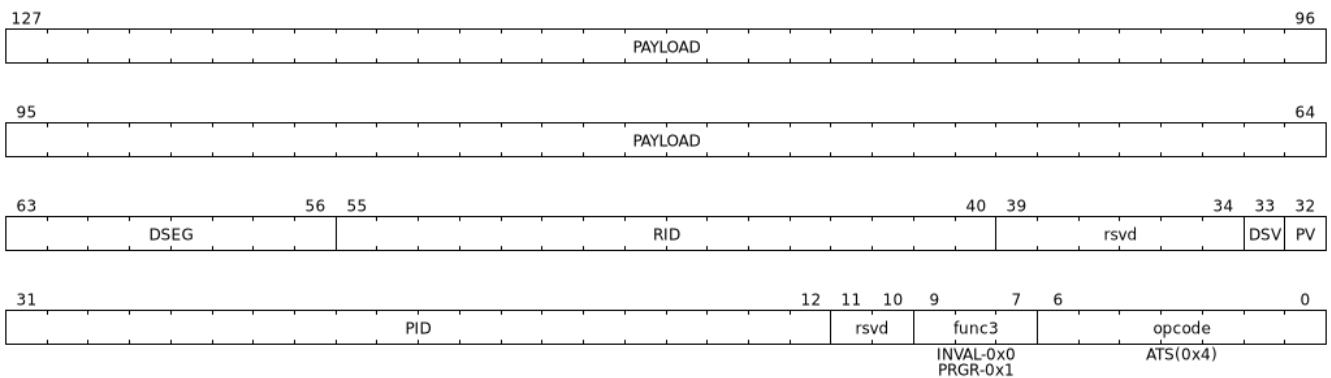 127 96
PAYLOAD
95 64
PAYLOAD
63 56 55 40 39 34 33 32
DSEG RID rsvd DSV PV
31 12 11 10 9 7 6 0
PID rsvd func3 opcode
INVAL-0x0 ATS(0x4)
PRGR-0x1